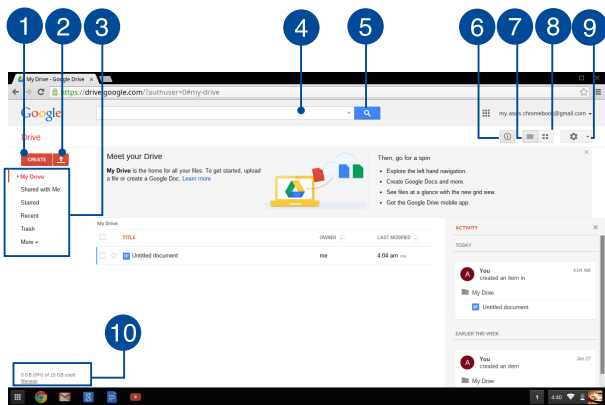 1 2 3 4 5 6 7 8 9
My Drive - Google Drive ×
https://drive.google.com/?authuser=0#my-drive
Google
my.asus.chromebook@gmail.com
Drive
CREATE
Meet your Drive
My Drive is the home for all your files. To get started, upload
a file or create a Google Doc. Learn more
Then, go for a spin
• Explore the left hand navigation.
• Create Google Docs and more.
• See files at a glance with the new grid view.
• Get the Google Drive mobile app.
My Drive
Shared with Me
Starred
Recent
Trash
More
My Drive
TITLE OWNER LAST MODIFIED
Untitled document me 4:04 am me
ACTIVITY ×
TODAY
A You 4:04 AM
created an item in
My Drive
Untitled document
EARLIER THIS WEEK
A You Jan 27
created an item
My Drive
10
0 GB (0%) of 15 GB used
Manage
8
1 4:40